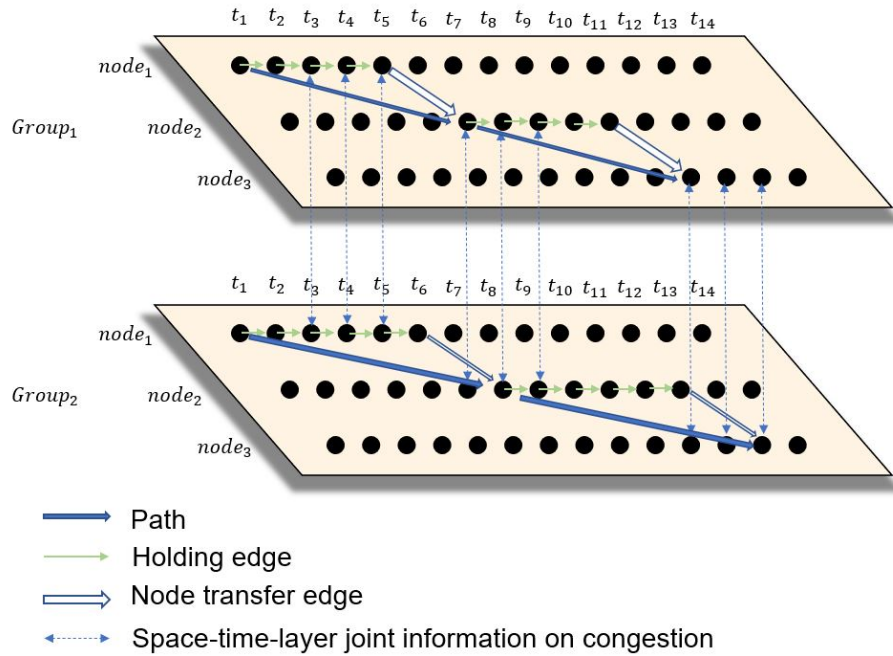 t₁ t₂ t₃ t₄ t₅ t₆ t₇ t₈ t₉ t₁₀ t₁₁ t₁₂ t₁₃ t₁₄
node₁
Group₁ node₂
node₃
t₁ t₂ t₃ t₄ t₅ t₆ t₇ t₈ t₉ t₁₀ t₁₁ t₁₂ t₁₃ t₁₄
node₁
Group₂ node₂
node₃
Path
Holding edge
Node transfer edge
Space-time-layer joint information on congestion